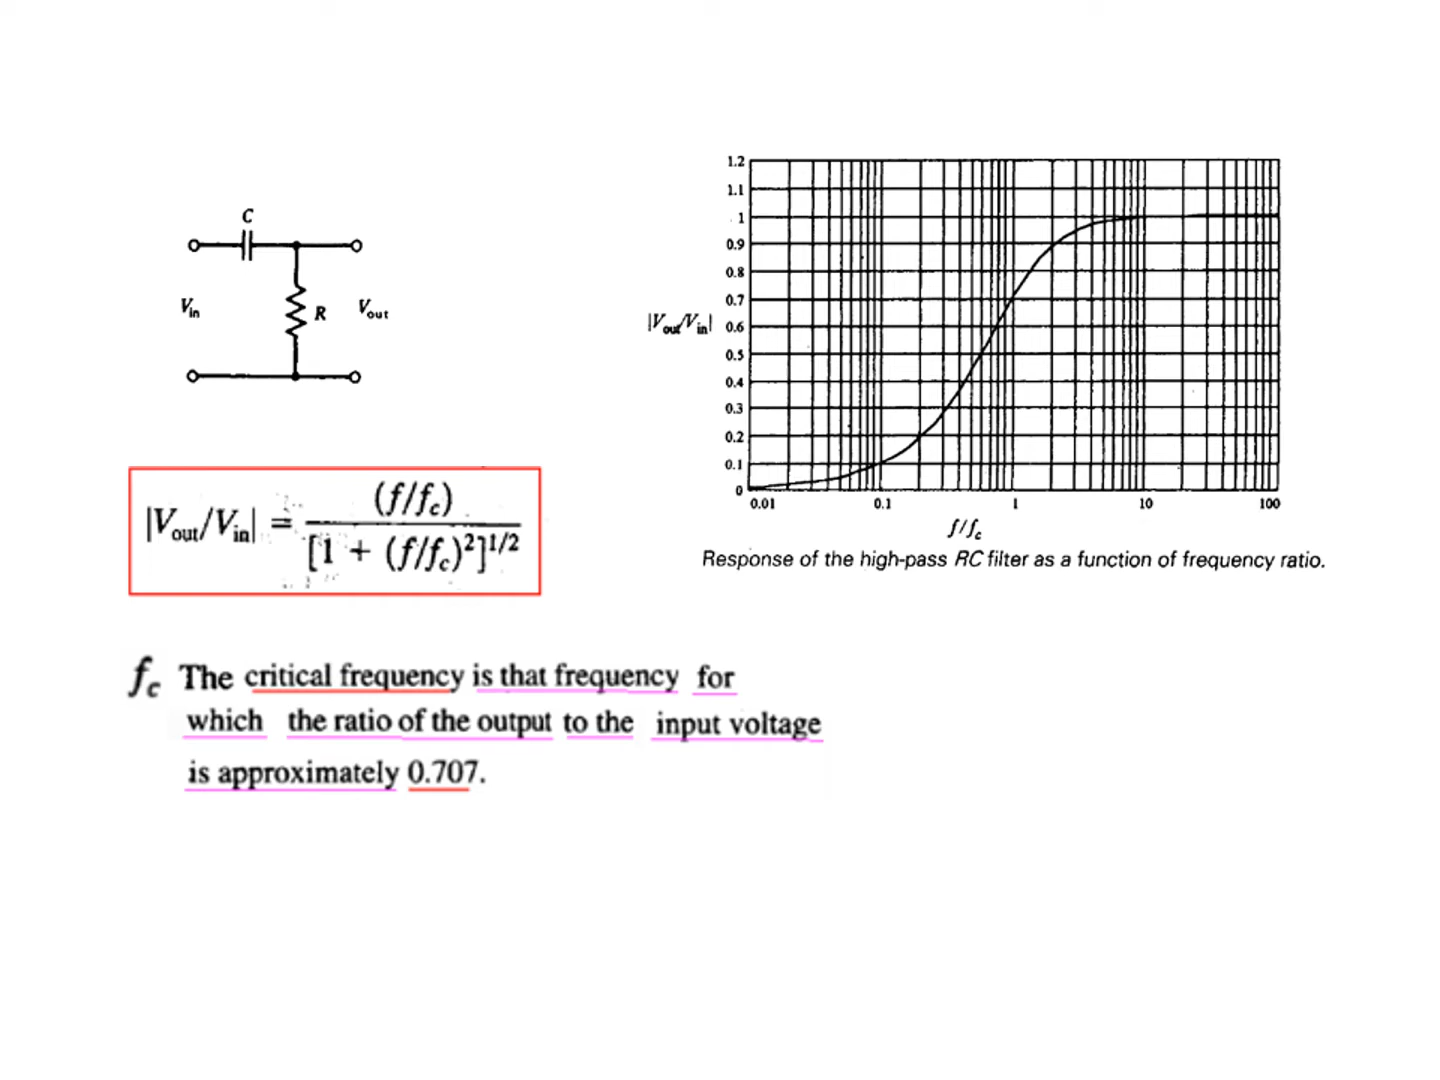 C
V_in
R
V_out
|V_out/V_in| = (f/f_c) / [1 + (f/f_c)²]^1/2
1.2
1.1
1
0.9
0.8
0.7
0.6
0.5
0.4
0.3
0.2
0.1
0
|V_out/V_in|
0.01 0.1 1 10 100
f/f_c
Response of the high-pass RC filter as a function of frequency ratio.
f_c The critical frequency is that frequency for
which the ratio of the output to the input voltage
is approximately 0.707.